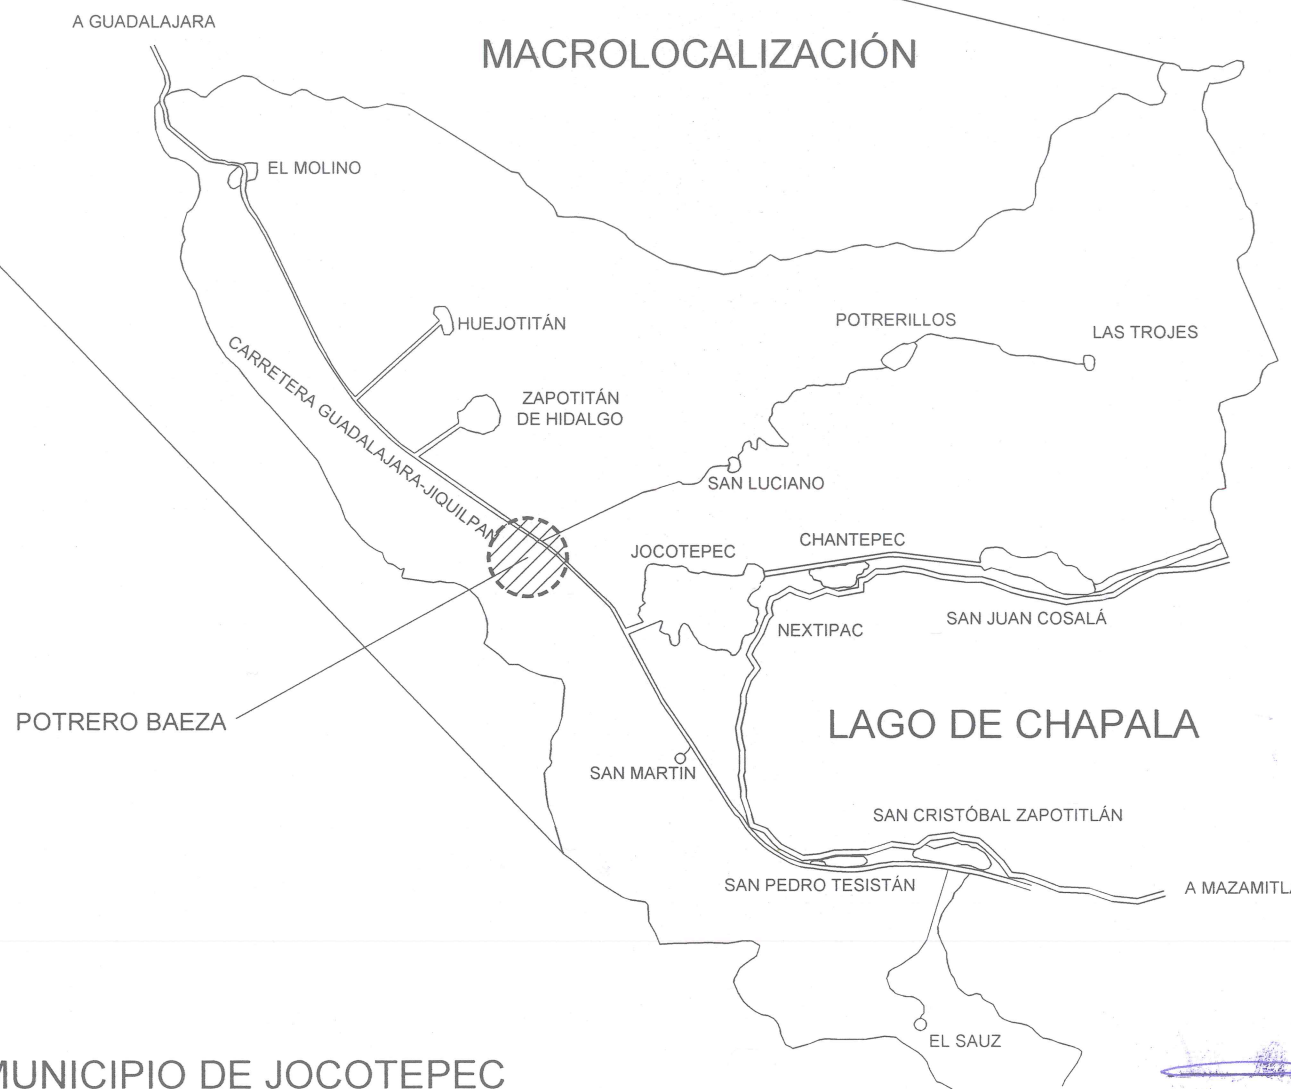 A GUADALAJARA
MACROLOCALIZACIÓN
EL MOLINO
HUEJOTITÁN
POTRERILLOS
LAS TROJES
CARRETERA GUADALAJARA-JIQUILPAN
ZAPOTITÁN
DE HIDALGO
SAN LUCIANO
JOCOTEPEC
CHANTEPEC
SAN JUAN COSALÁ
NEXTIPAC
POTRERO BAEZA
LAGO DE CHAPALA
SAN MARTIN
SAN CRISTÓBAL ZAPOTITLÁN
SAN PEDRO TESISTÁN
A MAZAMITLA
EL SAUZ
MUNICIPIO DE JOCOTEPEC